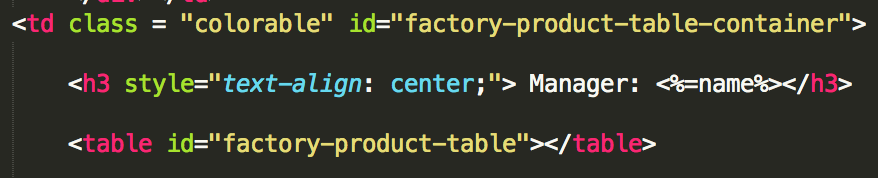 <td class = "colorable" id="factory-product-table-container">
<h3 style="text-align: center;"> Manager: <%=name%></h3>
<table id="factory-product-table"></table>